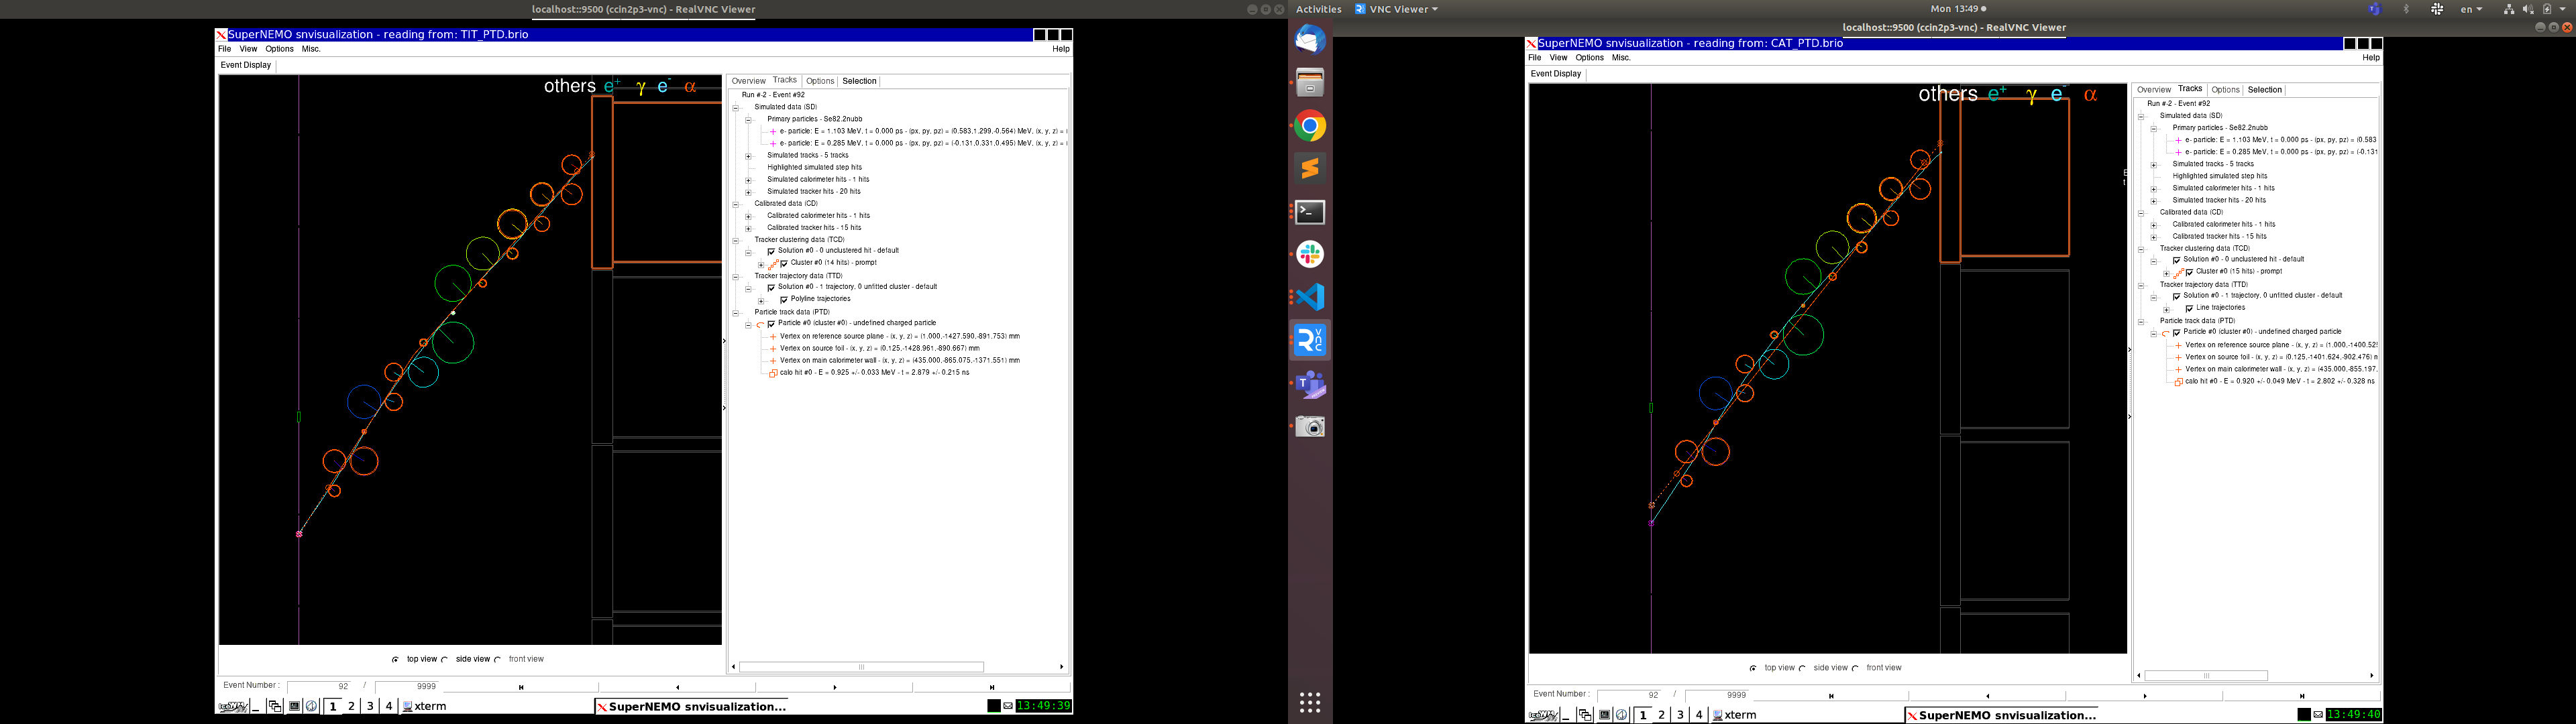 localhost::9500 (ccin2p3-vnc) - RealVNC Viewer
SuperNEMO snvisualization - reading from: TIT_PTD.brio
File View Options Misc. Help
Event Display
others e+ γ e- α
Overview Tracks Options Selection
Run #-2 - Event #92
Simulated data (SD)
Primary particles - Se82.2nubb
e- particle: E = 1.103 MeV, t = 0.000 ps - (px, py, pz) = (0.583,1.299,-0.564) MeV, (x, y, z) = (
e- particle: E = 0.285 MeV, t = 0.000 ps - (px, py, pz) = (-0.131,0.331,0.495) MeV, (x, y, z) = (
Simulated tracks - 5 tracks
Highlighted simulated step hits
Simulated calorimeter hits - 1 hits
Simulated tracker hits - 20 hits
Calibrated data (CD)
Calibrated calorimeter hits - 1 hits
Calibrated tracker hits - 15 hits
Tracker clustering data (TCD)
Solution #0 - 0 unclustered hit - default
Cluster #0 (14 hits) - prompt
Tracker trajectory data (TTD)
Solution #0 - 1 trajectory, 0 unfitted cluster - default
Polyline trajectories
Particle track data (PTD)
Particle #0 (cluster #0) - undefined charged particle
Vertex on reference source plane - (x, y, z) = (1.000,-1427.590,-891.753) mm
Vertex on source foil - (x, y, z) = (0.125,-1428.961,-890.667) mm
Vertex on main calorimeter wall - (x, y, z) = (435.000,-865.075,-1371.551) mm
calo hit #0 - E = 0.925 +/- 0.033 MeV - t = 2.879 +/- 0.215 ns
top view side view front view
Event Number : 92 / 9999
1 2 3 4 xterm SuperNEMO snvisualization... 13:49:39
Activities VNC Viewer Mon 13:49 en
localhost::9500 (ccin2p3-vnc) - RealVNC Viewer
SuperNEMO snvisualization - reading from: CAT_PTD.brio
File View Options Misc. Help
Event Display
others e+ γ e- α
Overview Tracks Options Selection
Run #-2 - Event #92
Simulated data (SD)
Primary particles - Se82.2nubb
e- particle: E = 1.103 MeV, t = 0.000 ps - (px, py, pz) = (0.583
e- particle: E = 0.285 MeV, t = 0.000 ps - (px, py, pz) = (-0.131
Simulated tracks - 5 tracks
Highlighted simulated step hits
Simulated calorimeter hits - 1 hits
Simulated tracker hits - 20 hits
Calibrated data (CD)
Calibrated calorimeter hits - 1 hits
Calibrated tracker hits - 15 hits
Tracker clustering data (TCD)
Solution #0 - 0 unclustered hit - default
Cluster #0 (15 hits) - prompt
Tracker trajectory data (TTD)
Solution #0 - 1 trajectory, 0 unfitted cluster - default
Line trajectories
Particle track data (PTD)
Particle #0 (cluster #0) - undefined charged particle
Vertex on reference source plane - (x, y, z) = (1.000,-1400.525
Vertex on source foil - (x, y, z) = (0.125,-1401.624,-902.476) m
Vertex on main calorimeter wall - (x, y, z) = (435.000,-855.197,
calo hit #0 - E = 0.920 +/- 0.049 MeV - t = 2.802 +/- 0.328 ns
top view side view front view
Event Number : 92 / 9999
1 2 3 4 xterm SuperNEMO snvisualization... 13:49:40